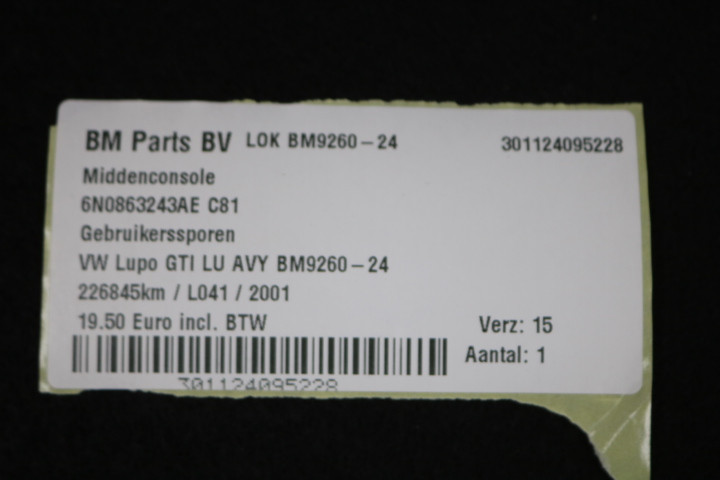 BM Parts BV LOK BM9260-24 301124095228
Middenconsole
6N0863243AE C81
Gebruikerssporen
VW Lupo GTI LU AVY BM9260-24
226845km / L041 / 2001
19.50 Euro incl. BTW Verz: 15
Aantal: 1
301124095228